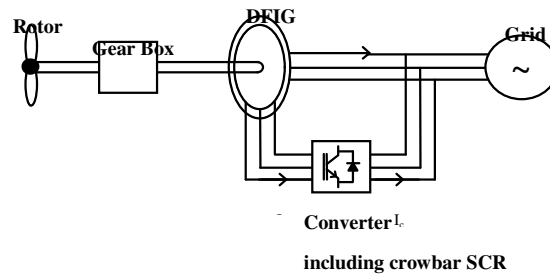 Rotor
Gear Box
DFIG
Grid
~
Converter I
including crowbar SCR